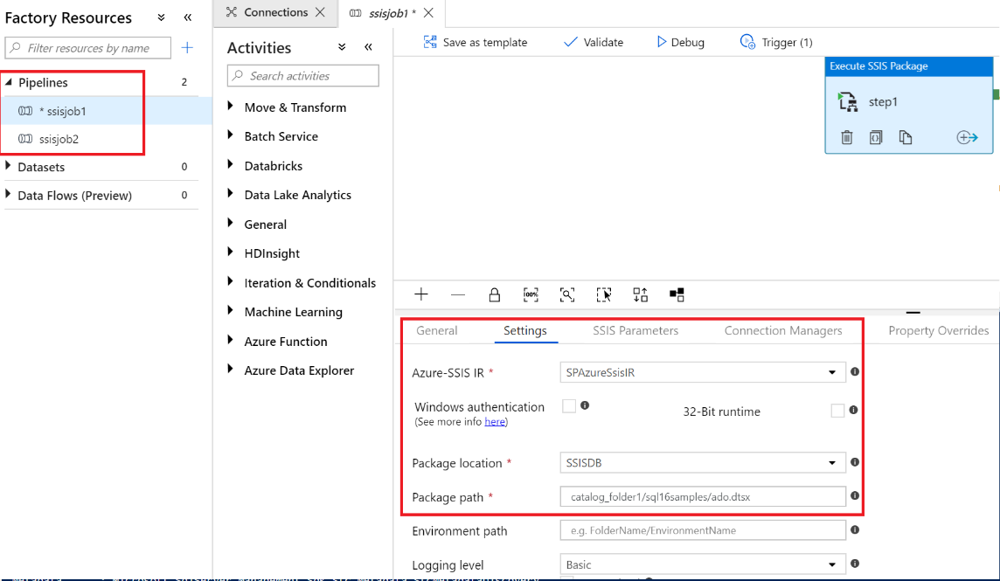 Factory Resources
Filter resources by name
Pipelines 2
* ssisjob1
ssisjob2
Datasets 0
Data Flows (Preview) 0
Connections
ssisjob1 *
Activities
Search activities
Move & Transform
Batch Service
Databricks
Data Lake Analytics
General
HDInsight
Iteration & Conditionals
Machine Learning
Azure Function
Azure Data Explorer
Save as template Validate Debug Trigger (1)
Execute SSIS Package
step1
100%
General Settings SSIS Parameters Connection Managers Property Overrides
Azure-SSIS IR * SPAzureSsisIR
Windows authentication
(See more info here)
32-Bit runtime
Package location * SSISDB
Package path * catalog_folder1/sql16samples/ado.dtsx
Environment path e.g. FolderName/EnvironmentName
Logging level Basic